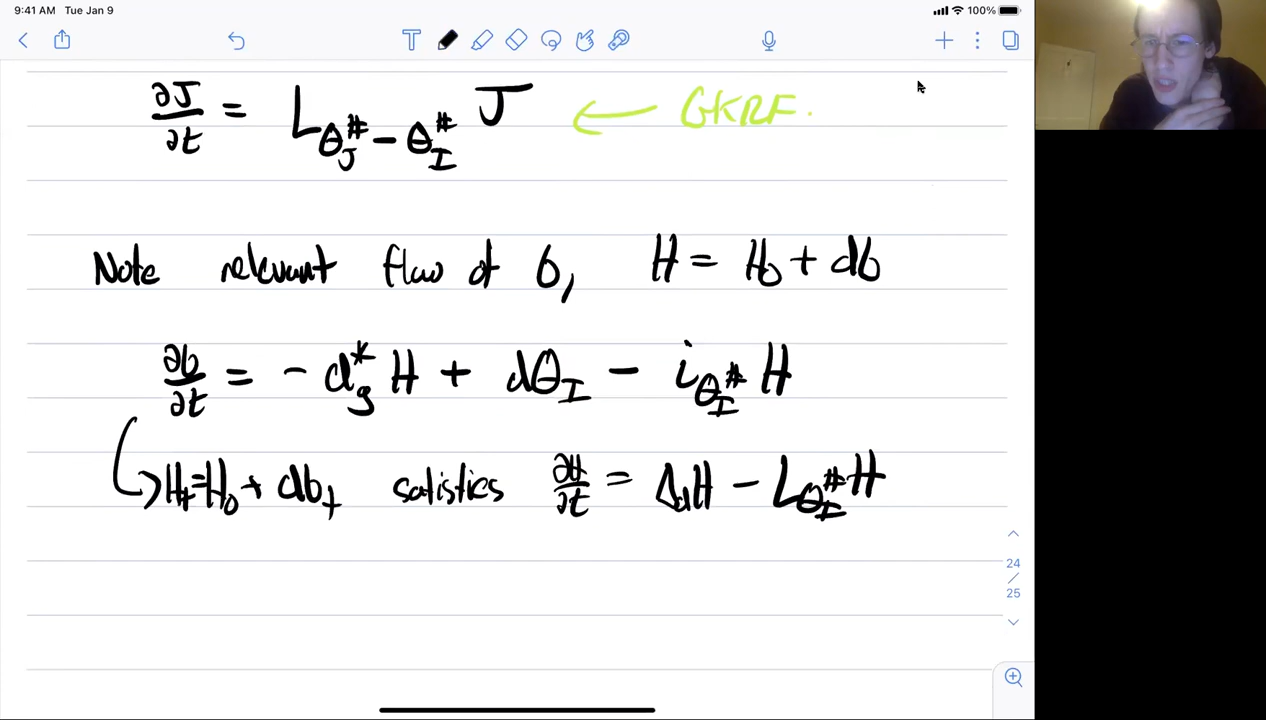 9:41 AM Tue Jan 9
100%
∂J/∂t = L_{θ_J^# − θ_I^#} J ← GKRF.
Note relevant flow of b, H = H_0 + db
∂b/∂t = − d_g^* H + dθ_I − i_{θ_I^#} H
↳ H_t = H_0 + db_t satisfies ∂H/∂t = Δ_d H − L_{θ_I^#} H
24
/
25